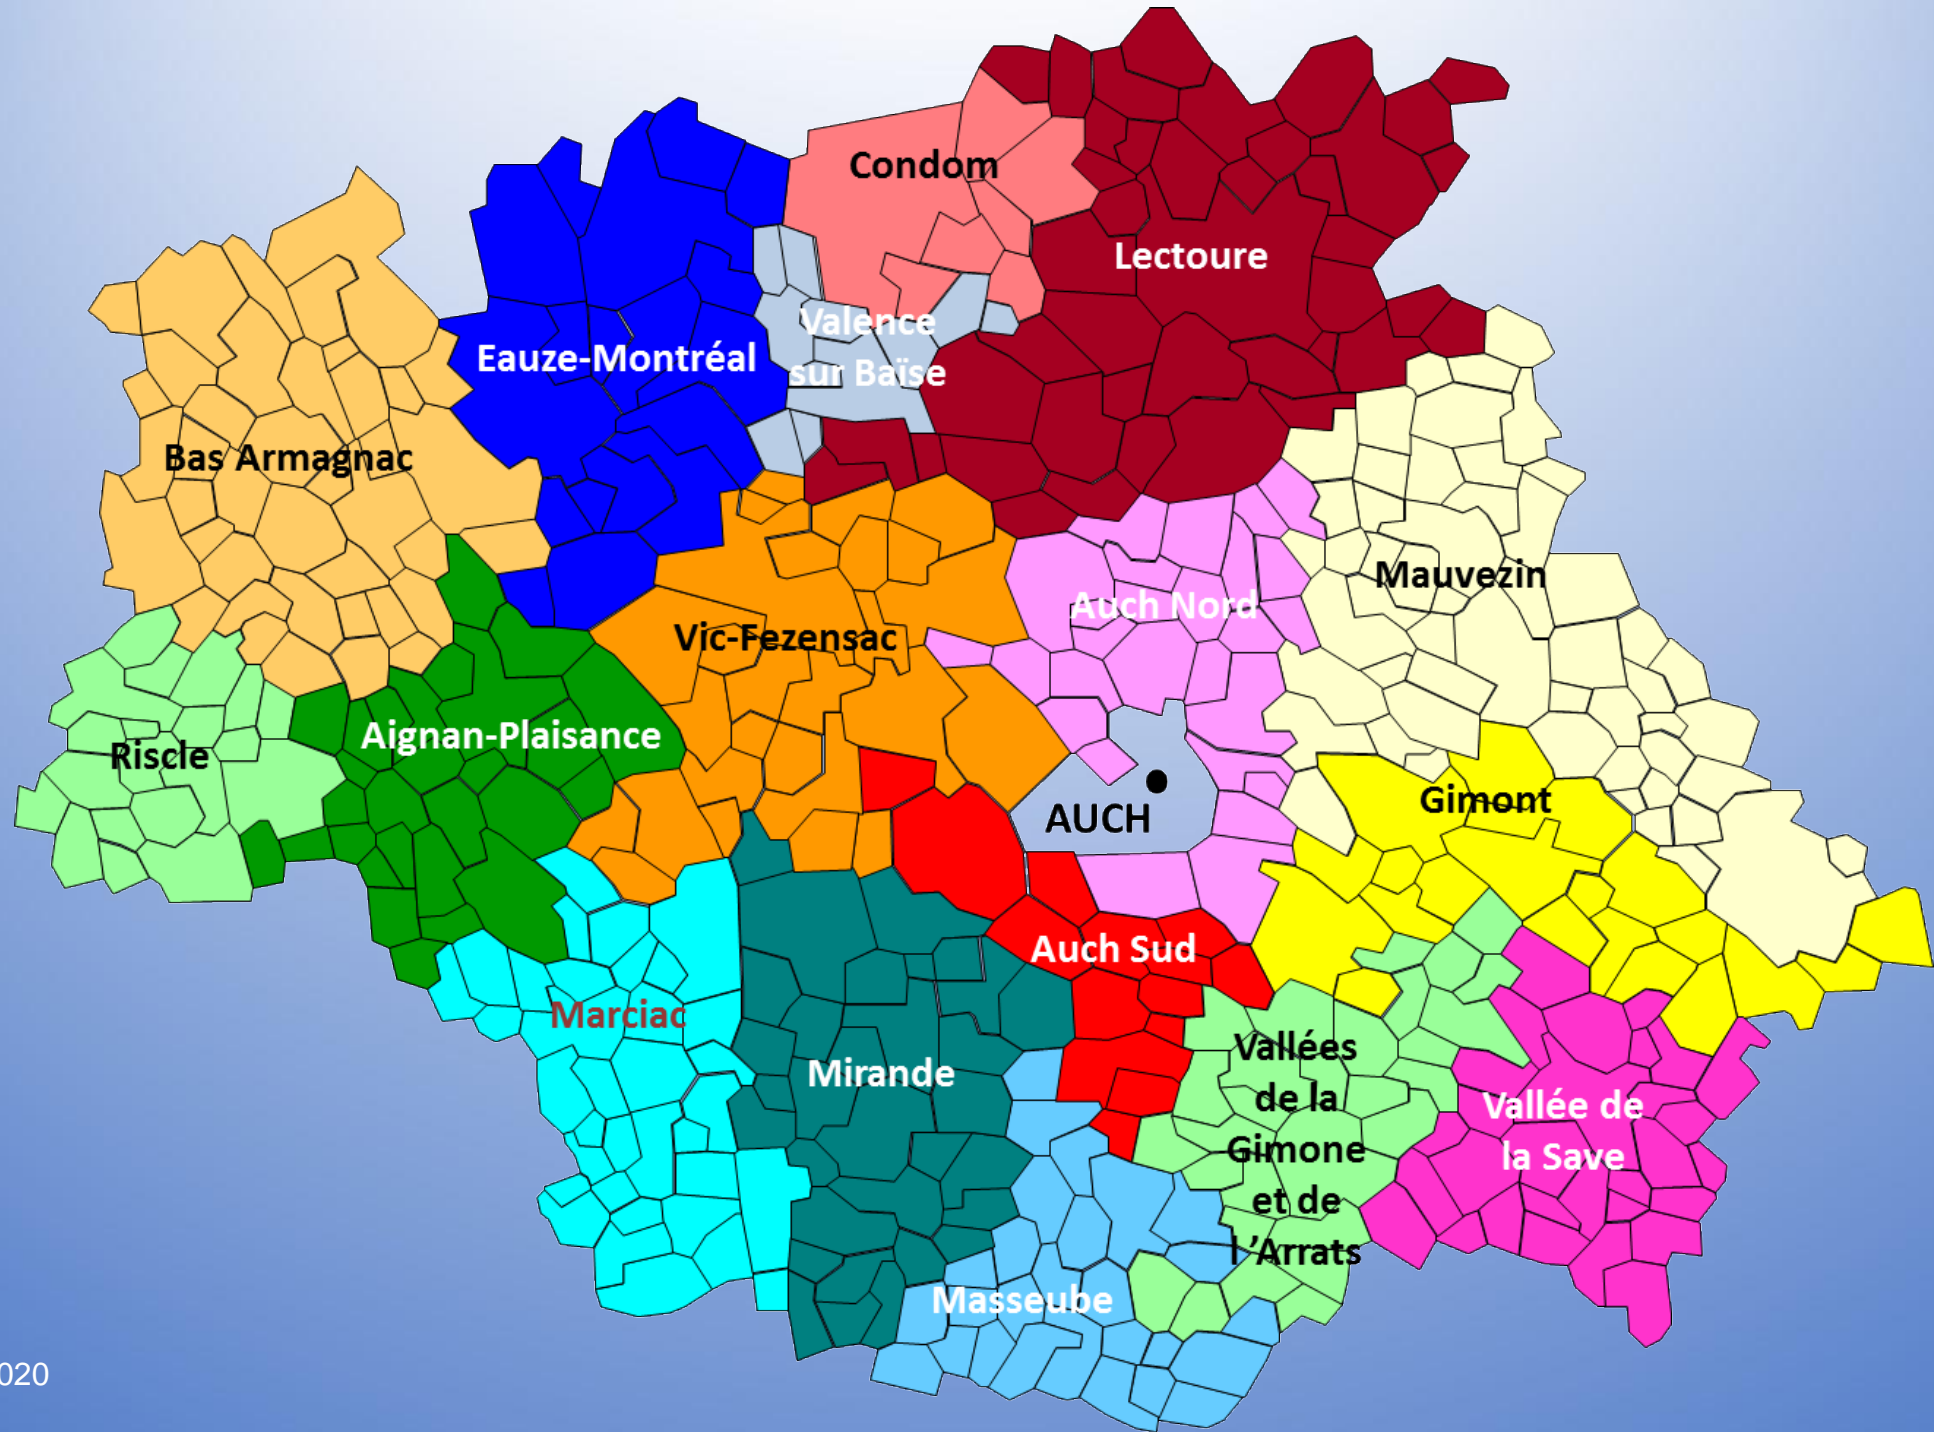 Condom
Lectoure
Valence
sur Baïse
Eauze-Montréal
Bas Armagnac
Mauvezin
Auch Nord
Vic-Fezensac
Aignan-Plaisance
Riscle
Gimont
AUCH
Auch Sud
Marciac
Mirande
Vallées
de la
Gimone
et de
l ’Arrats
Vallée de
la Save
Masseube
020